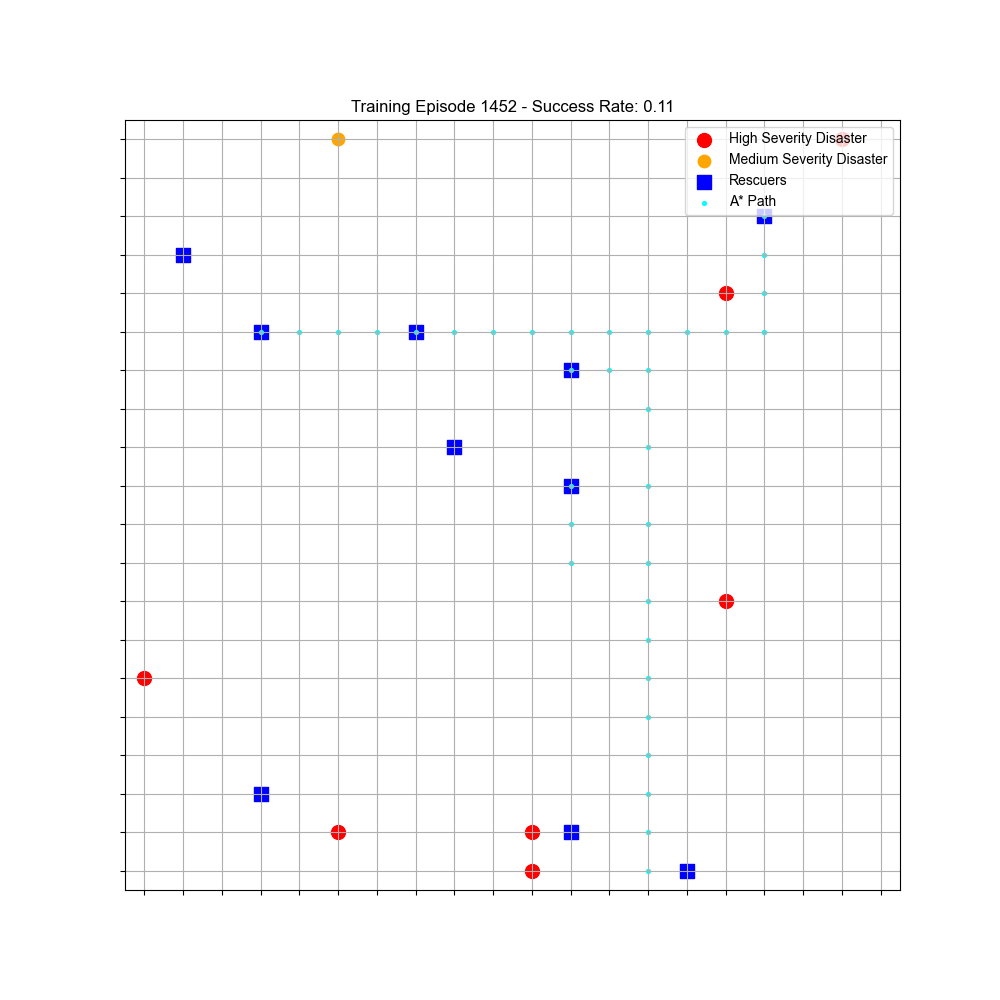 Training Episode 1452 - Success Rate: 0.11
High Severity Disaster
Medium Severity Disaster
Rescuers
A* Path